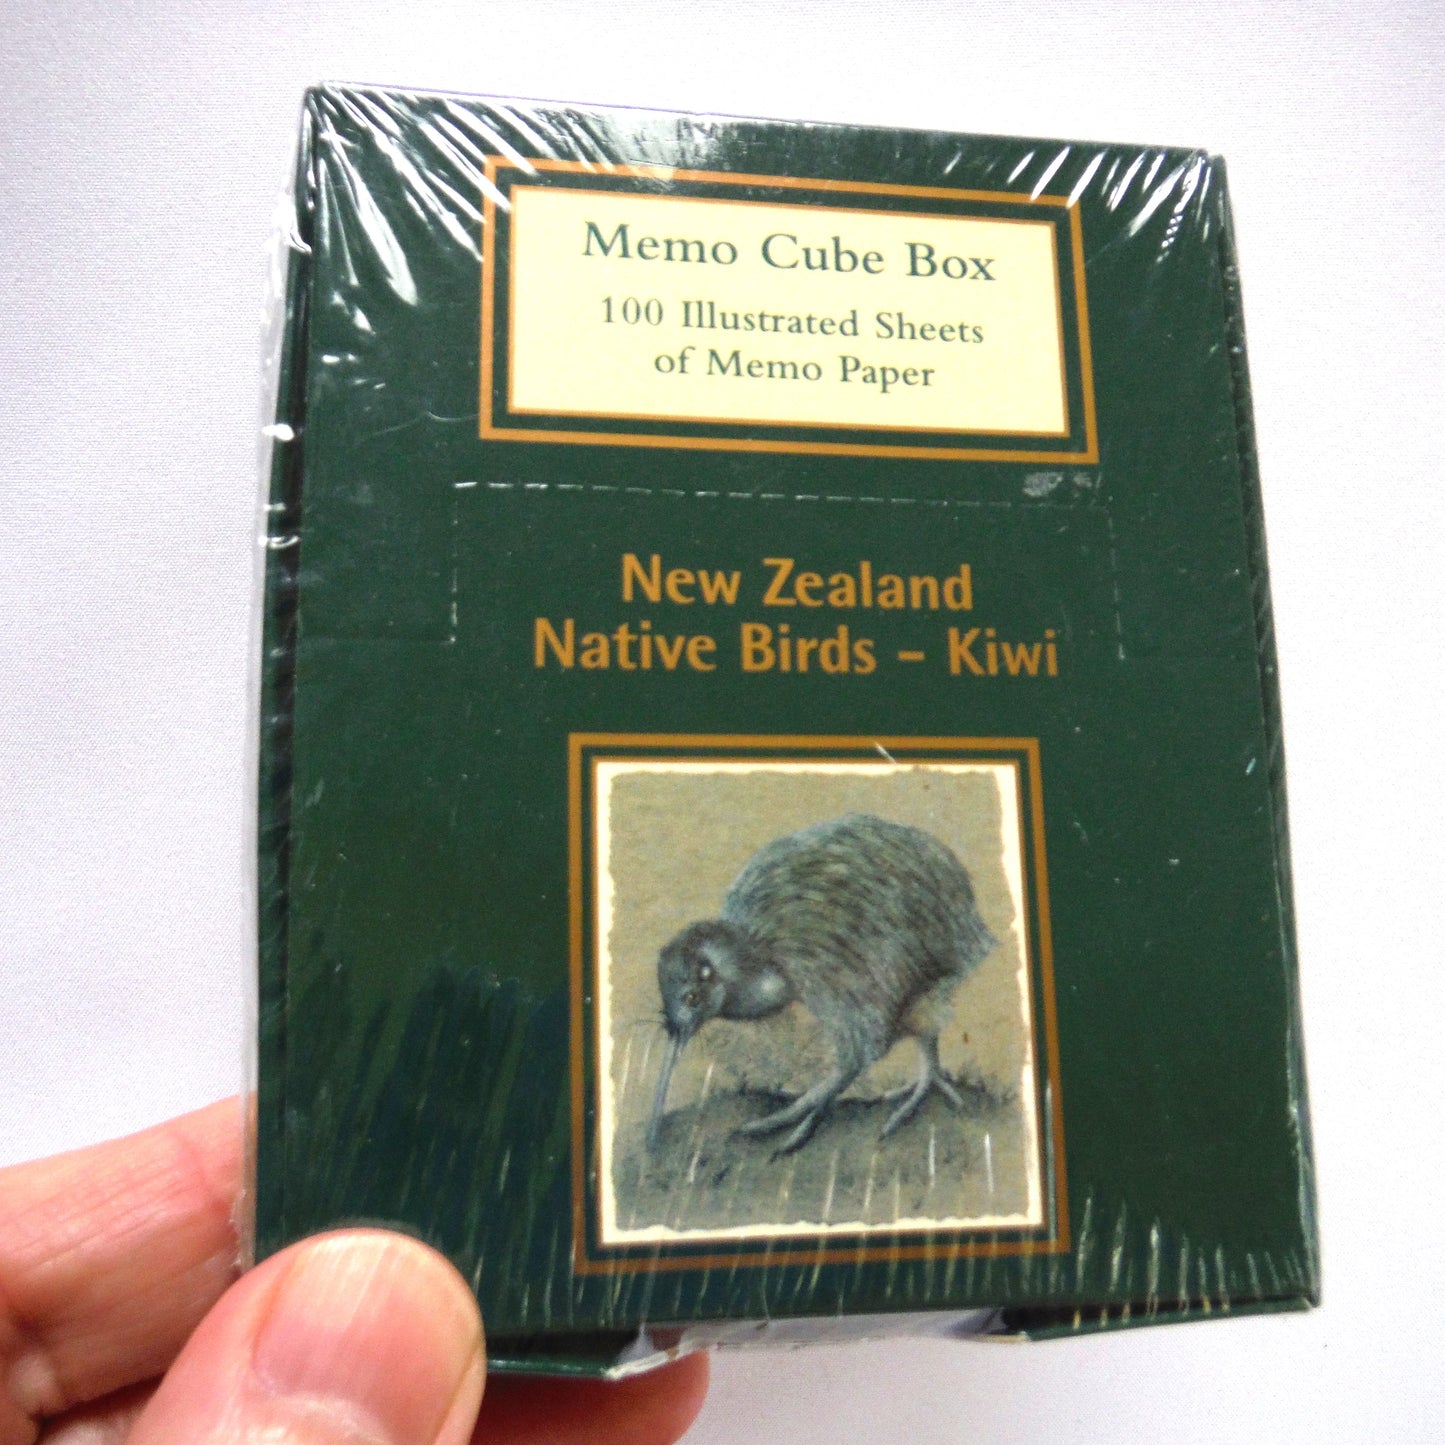 Memo Cube Box
100 Illustrated Sheets
of Memo Paper
New Zealand
Native Birds – Kiwi